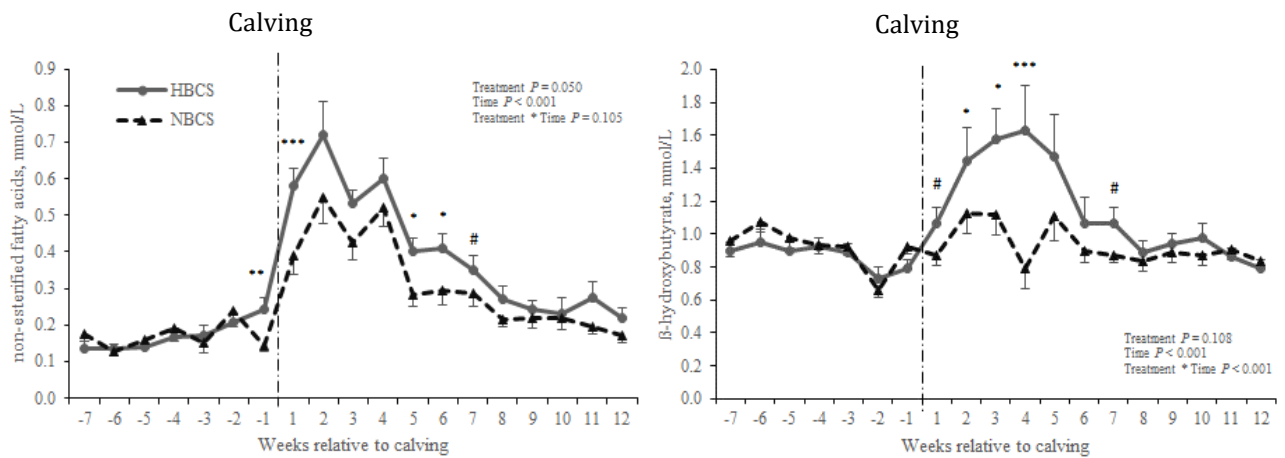 Calving
0.9
0.8
0.7
0.6
0.5
0.4
0.3
0.2
0.1
0.0
non-esterified fatty acids, mmol/L
HBCS
NBCS
Treatment P = 0.050
Time P < 0.001
Treatment * Time P = 0.105
**
***
*
*
#
-7 -6 -5 -4 -3 -2 -1 1 2 3 4 5 6 7 8 9 10 11 12
Weeks relative to calving
Calving
2.0
1.8
1.6
1.4
1.2
1.0
0.8
0.6
0.4
0.2
0.0
ß-hydroxybutyrate, mmol/L
#
*
*
***
#
Treatment P = 0.108
Time P < 0.001
Treatment * Time P < 0.001
-7 -6 -5 -4 -3 -2 -1 1 2 3 4 5 6 7 8 9 10 11 12
Weeks relative to calving